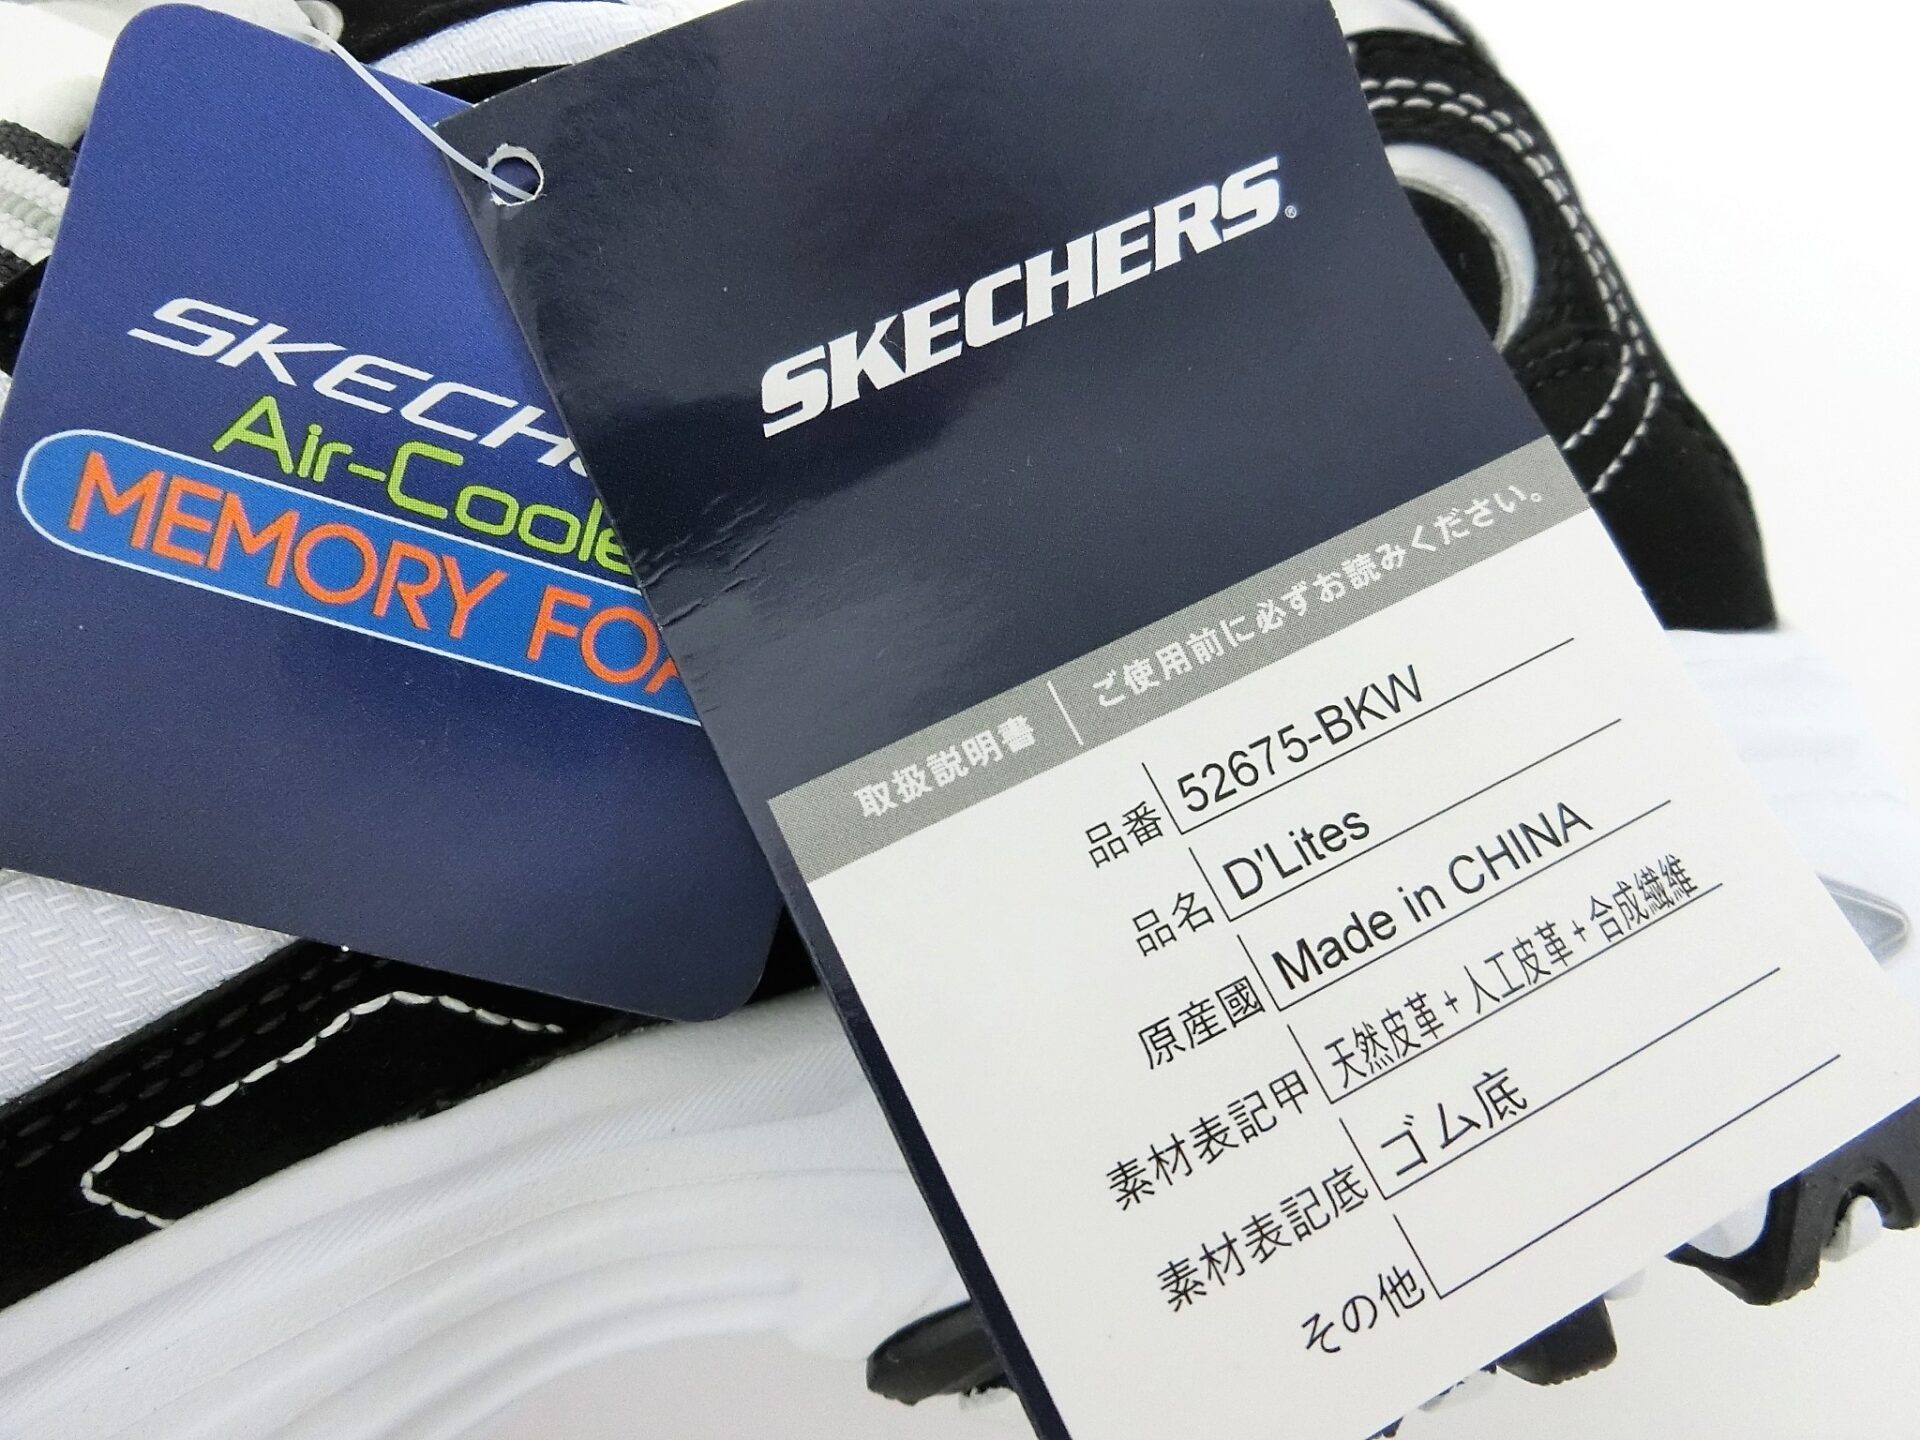 SKECH
Air-Coole
MEMORY FOA
SKECHERS®
取扱説明書 ご使用前に必ずお読みください。
品番 52675-BKW
品名 D'Lites
原産國 Made in CHINA
素材表記甲 天然皮革+人工皮革+合成繊維
素材表記底 ゴム底
その他